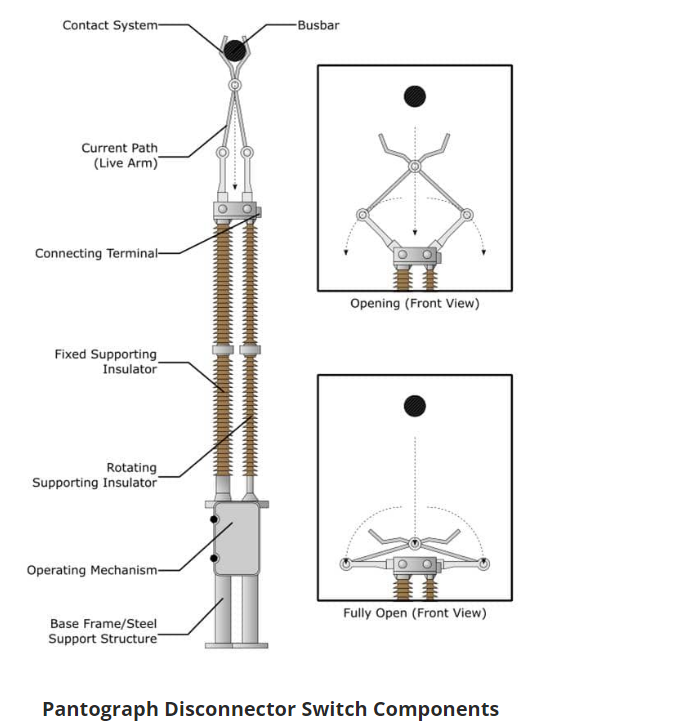 Contact System
Busbar
Current Path
(Live Arm)
Connecting Terminal
Opening (Front View)
Fixed Supporting
Insulator
Rotating
Supporting Insulator
Operating Mechanism
Base Frame/Steel
Support Structure
Fully Open (Front View)
Pantograph Disconnector Switch Components